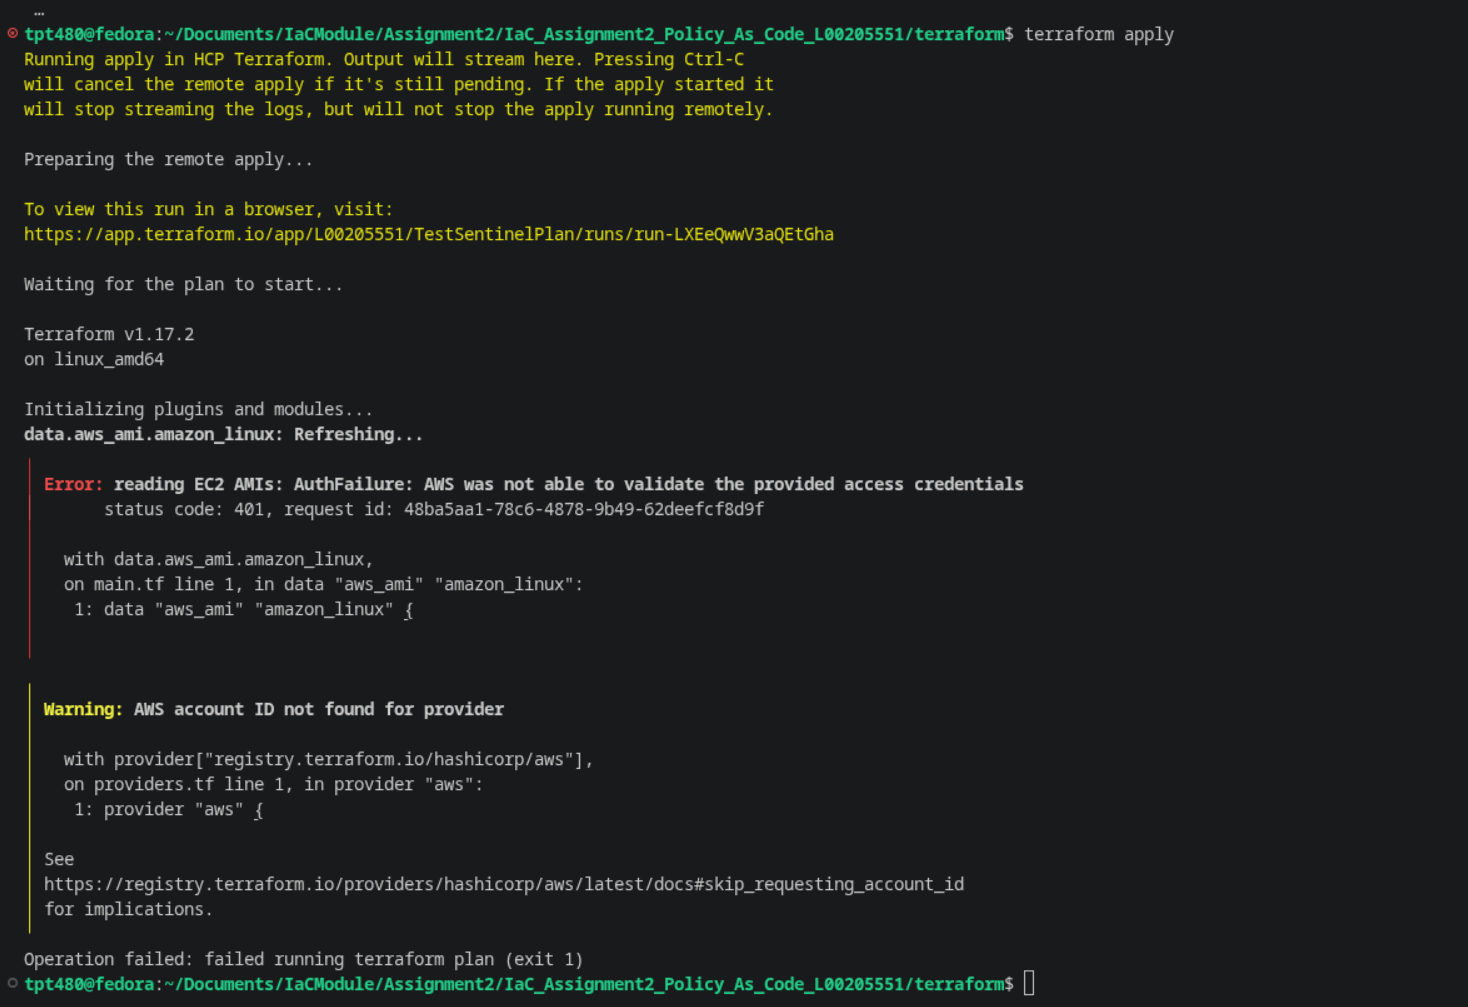 …
tpt480@fedora:~/Documents/IaCModule/Assignment2/IaC_Assignment2_Policy_As_Code_L00205551/terraform$ terraform apply
Running apply in HCP Terraform. Output will stream here. Pressing Ctrl-C
will cancel the remote apply if it's still pending. If the apply started it
will stop streaming the logs, but will not stop the apply running remotely.
Preparing the remote apply...
To view this run in a browser, visit:
https://app.terraform.io/app/L00205551/TestSentinelPlan/runs/run-LXEeQwwV3aQEtGha
Waiting for the plan to start...
Terraform v1.17.2
on linux_amd64
Initializing plugins and modules...
data.aws_ami.amazon_linux: Refreshing...
Error: reading EC2 AMIs: AuthFailure: AWS was not able to validate the provided access credentials
status code: 401, request id: 48ba5aa1-78c6-4878-9b49-62deefcf8d9f
with data.aws_ami.amazon_linux,
on main.tf line 1, in data "aws_ami" "amazon_linux":
1: data "aws_ami" "amazon_linux" {
Warning: AWS account ID not found for provider
with provider["registry.terraform.io/hashicorp/aws"],
on providers.tf line 1, in provider "aws":
1: provider "aws" {
See
https://registry.terraform.io/providers/hashicorp/aws/latest/docs#skip_requesting_account_id
for implications.
Operation failed: failed running terraform plan (exit 1)
tpt480@fedora:~/Documents/IaCModule/Assignment2/IaC_Assignment2_Policy_As_Code_L00205551/terraform$